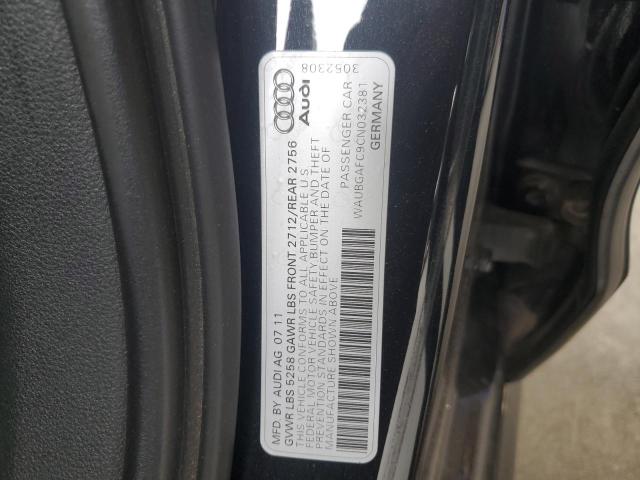 MFD. BY AUDI AG 07.11
GVWR LBS 5258 GAWR LBS FRONT 2712/REAR 2756
THIS VEHICLE CONFORMS TO ALL APPLICABLE U.S.
FEDERAL MOTOR VEHICLE SAFETY BUMPER AND THEFT
PREVENTION STANDARDS IN EFFECT ON THE DATE OF
MANUFACTURE SHOWN ABOVE.
PASSENGER CAR
WAUBGAFC9CN032381
GERMANY
Audi
3052308